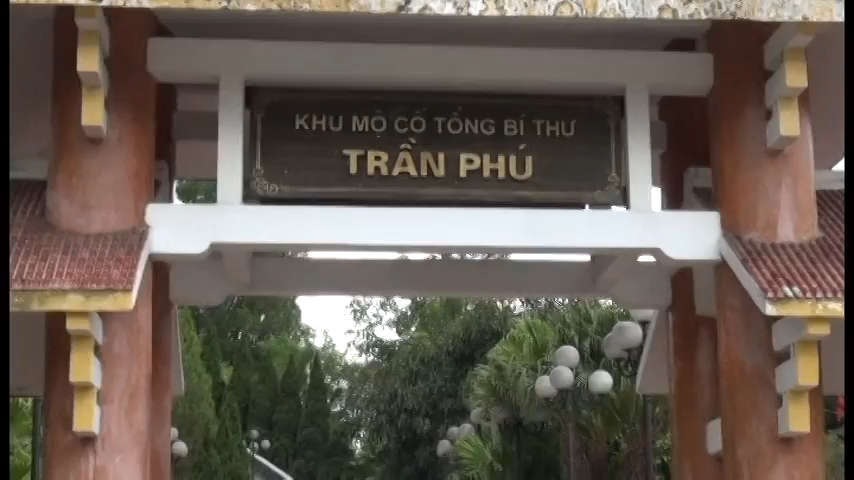 KHU MỘ CỐ TỔNG BÍ THƯ
TRẦN PHÚ